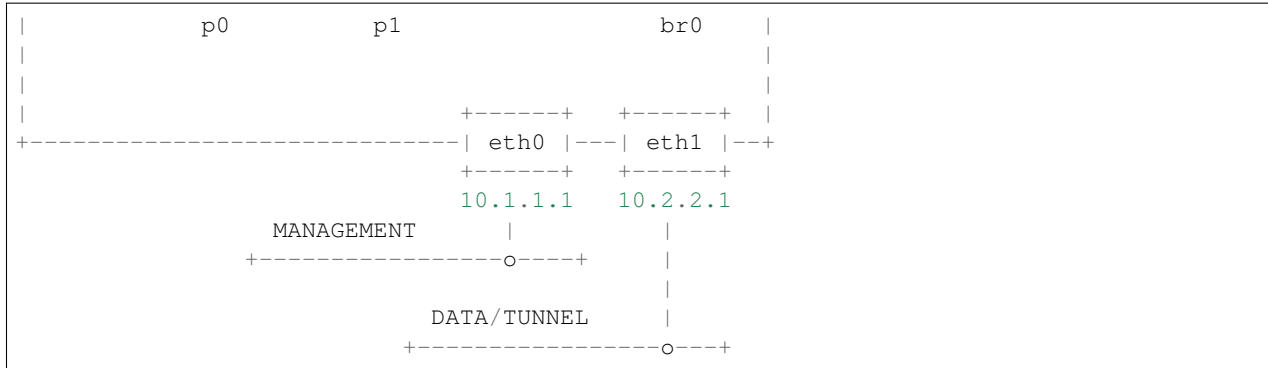 |            p0          p1                  br0    |
|                                                    |
|                                                    |
|                              +------+   +------+  |
+------------------------------| eth0 |---| eth1 |--+
                               +------+   +------+
                               10.1.1.1   10.2.2.1
                  MANAGEMENT      |          |
                +-----------------o----+     |
                                             |
                            DATA/TUNNEL      |
                           +-----------------o---+